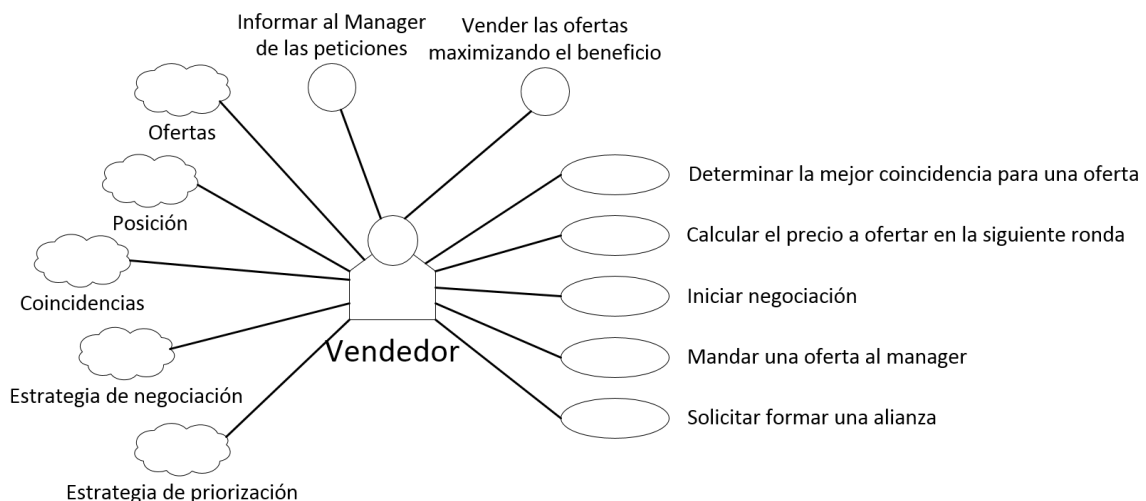 Informar al Manager
de las peticiones
Vender las ofertas
maximizando el beneficio
Ofertas
Posición
Coincidencias
Estrategia de negociación
Estrategia de priorización
Vendedor
Determinar la mejor coincidencia para una oferta
Calcular el precio a ofertar en la siguiente ronda
Iniciar negociación
Mandar una oferta al manager
Solicitar formar una alianza